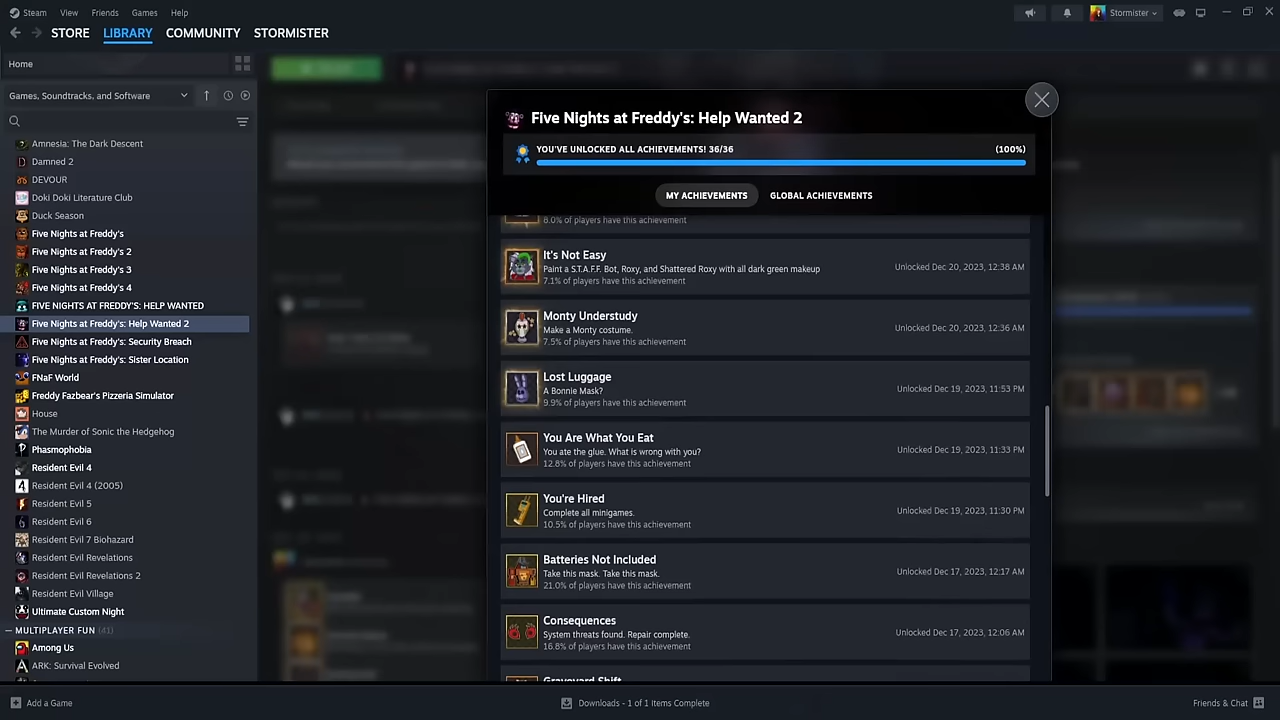 Steam View Friends Games Help
Stormister
STORE LIBRARY COMMUNITY STORMISTER
Home
Games, Soundtracks, and Software
Amnesia: The Dark Descent
Damned 2
DEVOUR
Doki Doki Literature Club
Duck Season
Five Nights at Freddy's
Five Nights at Freddy's 2
Five Nights at Freddy's 3
Five Nights at Freddy's 4
FIVE NIGHTS AT FREDDY'S: HELP WANTED
Five Nights at Freddy's: Help Wanted 2
Five Nights at Freddy's: Security Breach
Five Nights at Freddy's: Sister Location
FNaF World
Freddy Fazbear's Pizzeria Simulator
House
The Murder of Sonic the Hedgehog
Phasmophobia
Resident Evil 4
Resident Evil 4 (2005)
Resident Evil 5
Resident Evil 6
Resident Evil 7 Biohazard
Resident Evil Revelations
Resident Evil Revelations 2
Resident Evil Village
Ultimate Custom Night
MULTIPLAYER FUN (41)
Among Us
ARK: Survival Evolved
Five Nights at Freddy's: Help Wanted 2
YOU'VE UNLOCKED ALL ACHIEVEMENTS! 36/36 (100%)
MY ACHIEVEMENTS GLOBAL ACHIEVEMENTS
8.0% of players have this achievement
It's Not Easy
Paint a S.T.A.F.F. Bot, Roxy, and Shattered Roxy with all dark green makeup
7.1% of players have this achievement
Unlocked Dec 20, 2023, 12:38 AM
Monty Understudy
Make a Monty costume.
7.5% of players have this achievement
Unlocked Dec 20, 2023, 12:36 AM
Lost Luggage
A Bonnie Mask?
9.9% of players have this achievement
Unlocked Dec 19, 2023, 11:53 PM
You Are What You Eat
You ate the glue. What is wrong with you?
12.8% of players have this achievement
Unlocked Dec 19, 2023, 11:33 PM
You're Hired
Complete all minigames.
10.5% of players have this achievement
Unlocked Dec 19, 2023, 11:30 PM
Batteries Not Included
Take this mask. Take this mask.
21.0% of players have this achievement
Unlocked Dec 17, 2023, 12:17 AM
Consequences
System threats found. Repair complete.
16.8% of players have this achievement
Unlocked Dec 17, 2023, 12:06 AM
Graveyard Shift
Add a Game
Downloads - 1 of 1 Items Complete
Friends & Chat